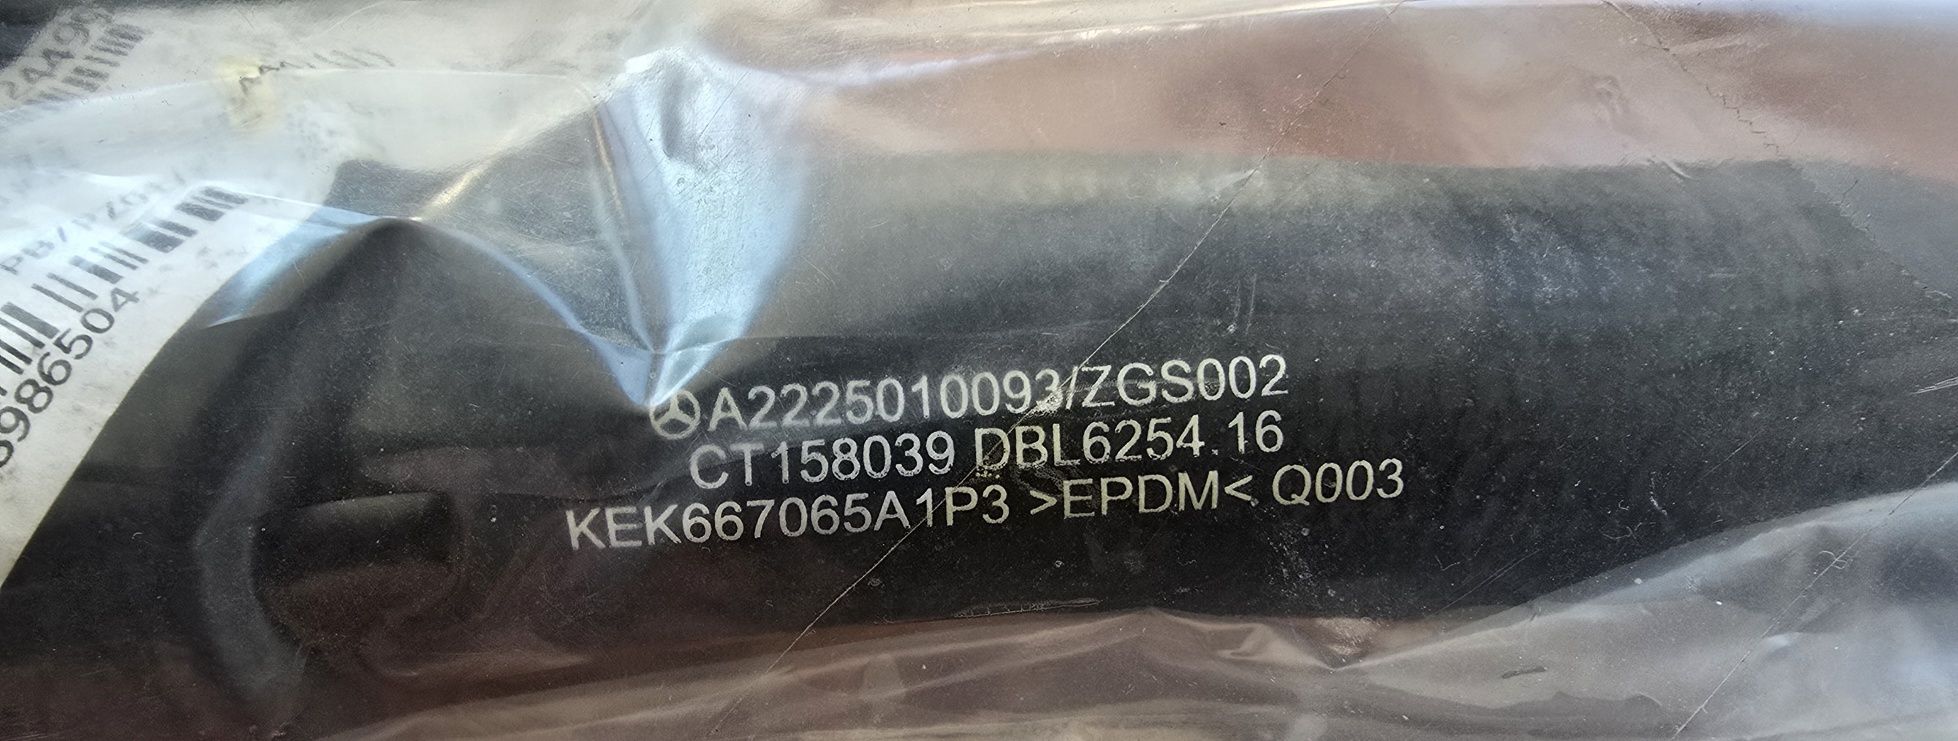 A2225010093/ZGS002
CT158039 DBL6254.16
KEK667065A1P3 >EPDM< Q003